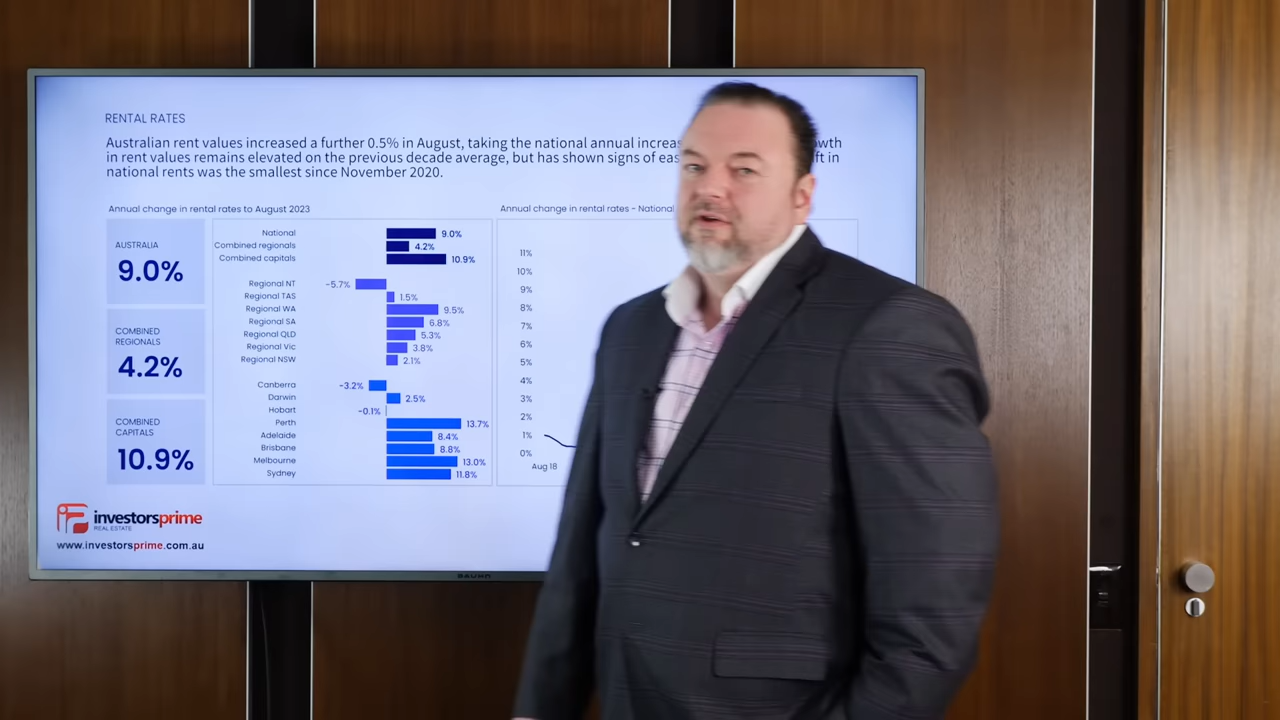 RENTAL RATES
Australian rent values increased a further 0.5% in August, taking the national annual
in rent values remains elevated on the previous decade average, but has shown signs of
national rents was the smallest since November 2020.
Annual change in rental rates to August 2023
AUSTRALIA
9.0%
COMBINED
REGIONALS
4.2%
COMBINED
CAPITALS
10.9%
National 9.0%
Combined regionals 4.2%
Combined capitals 10.9%
Regional NT -5.7%
Regional TAS 1.5%
Regional WA 9.5%
Regional SA 6.8%
Regional QLD 5.3%
Regional Vic 3.8%
Regional NSW 2.1%
Canberra -3.2%
Darwin 2.5%
Hobart -0.1%
Perth 13.7%
Adelaide 8.4%
Brisbane 8.8%
Melbourne 13.0%
Sydney 11.8%
Annual change in rental rates - National
11%
10%
9%
8%
7%
6%
5%
4%
3%
2%
1%
0%
Aug 18
investorsprime
REAL ESTATE
www.investorsprime.com.au